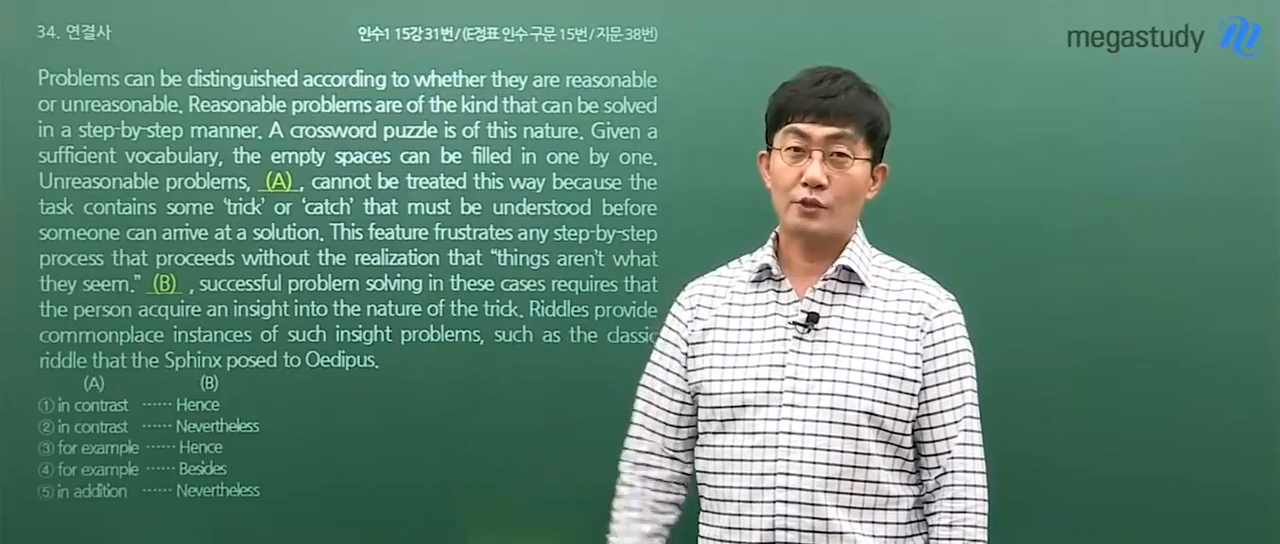 34. 연결사
인수1 15강 31번 / (E정표 인수 구문 15번 / 지문 38번)
megastudy
Problems can be distinguished according to whether they are reasonable
or unreasonable. Reasonable problems are of the kind that can be solved
in a step-by-step manner. A crossword puzzle is of this nature. Given a
sufficient vocabulary, the empty spaces can be filled in one by one.
Unreasonable problems, (A) , cannot be treated this way because the
task contains some ‘trick’ or ‘catch’ that must be understood before
someone can arrive at a solution. This feature frustrates any step-by-step
process that proceeds without the realization that “things aren’t what
they seem.” (B) , successful problem solving in these cases requires that
the person acquire an insight into the nature of the trick. Riddles provide
commonplace instances of such insight problems, such as the classic
riddle that the Sphinx posed to Oedipus.
(A) (B)
① in contrast ······ Hence
② in contrast ······ Nevertheless
③ for example ······ Hence
④ for example ······ Besides
⑤ in addition ······ Nevertheless